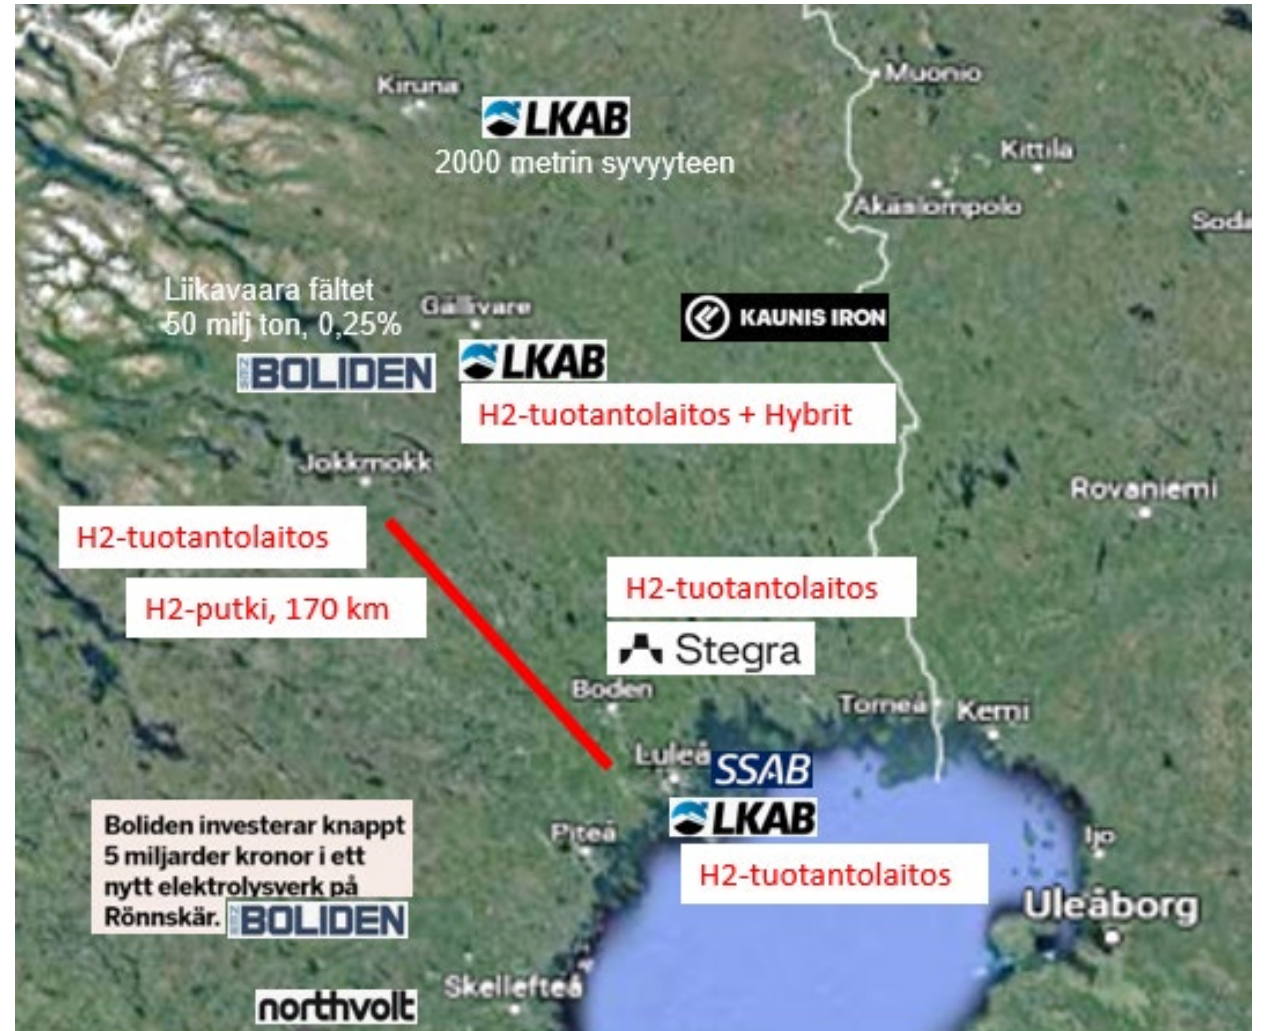 Muonio
Kiruna
LKAB
2000 metrin syvyyteen
Kittilä
Äkäslompolo
Soda
Liikavaara fältet
50 milj ton, 0,25%
Gällivare
KAUNIS IRON
BOLIDEN
LKAB
H2-tuotantolaitos + Hybrit
Jokkmokk
Rovaniemi
H2-tuotantolaitos
H2-putki, 170 km
H2-tuotantolaitos
Stegra
Boden
Torneå
Kemi
Luleå
SSAB
LKAB
Boliden investerar knappt
5 miljarder kronor i ett
nytt elektrolysverk på
Rönnskär.
BOLIDEN
Piteå
Ijo
H2-tuotantolaitos
Uleåborg
Skellefteå
northvolt